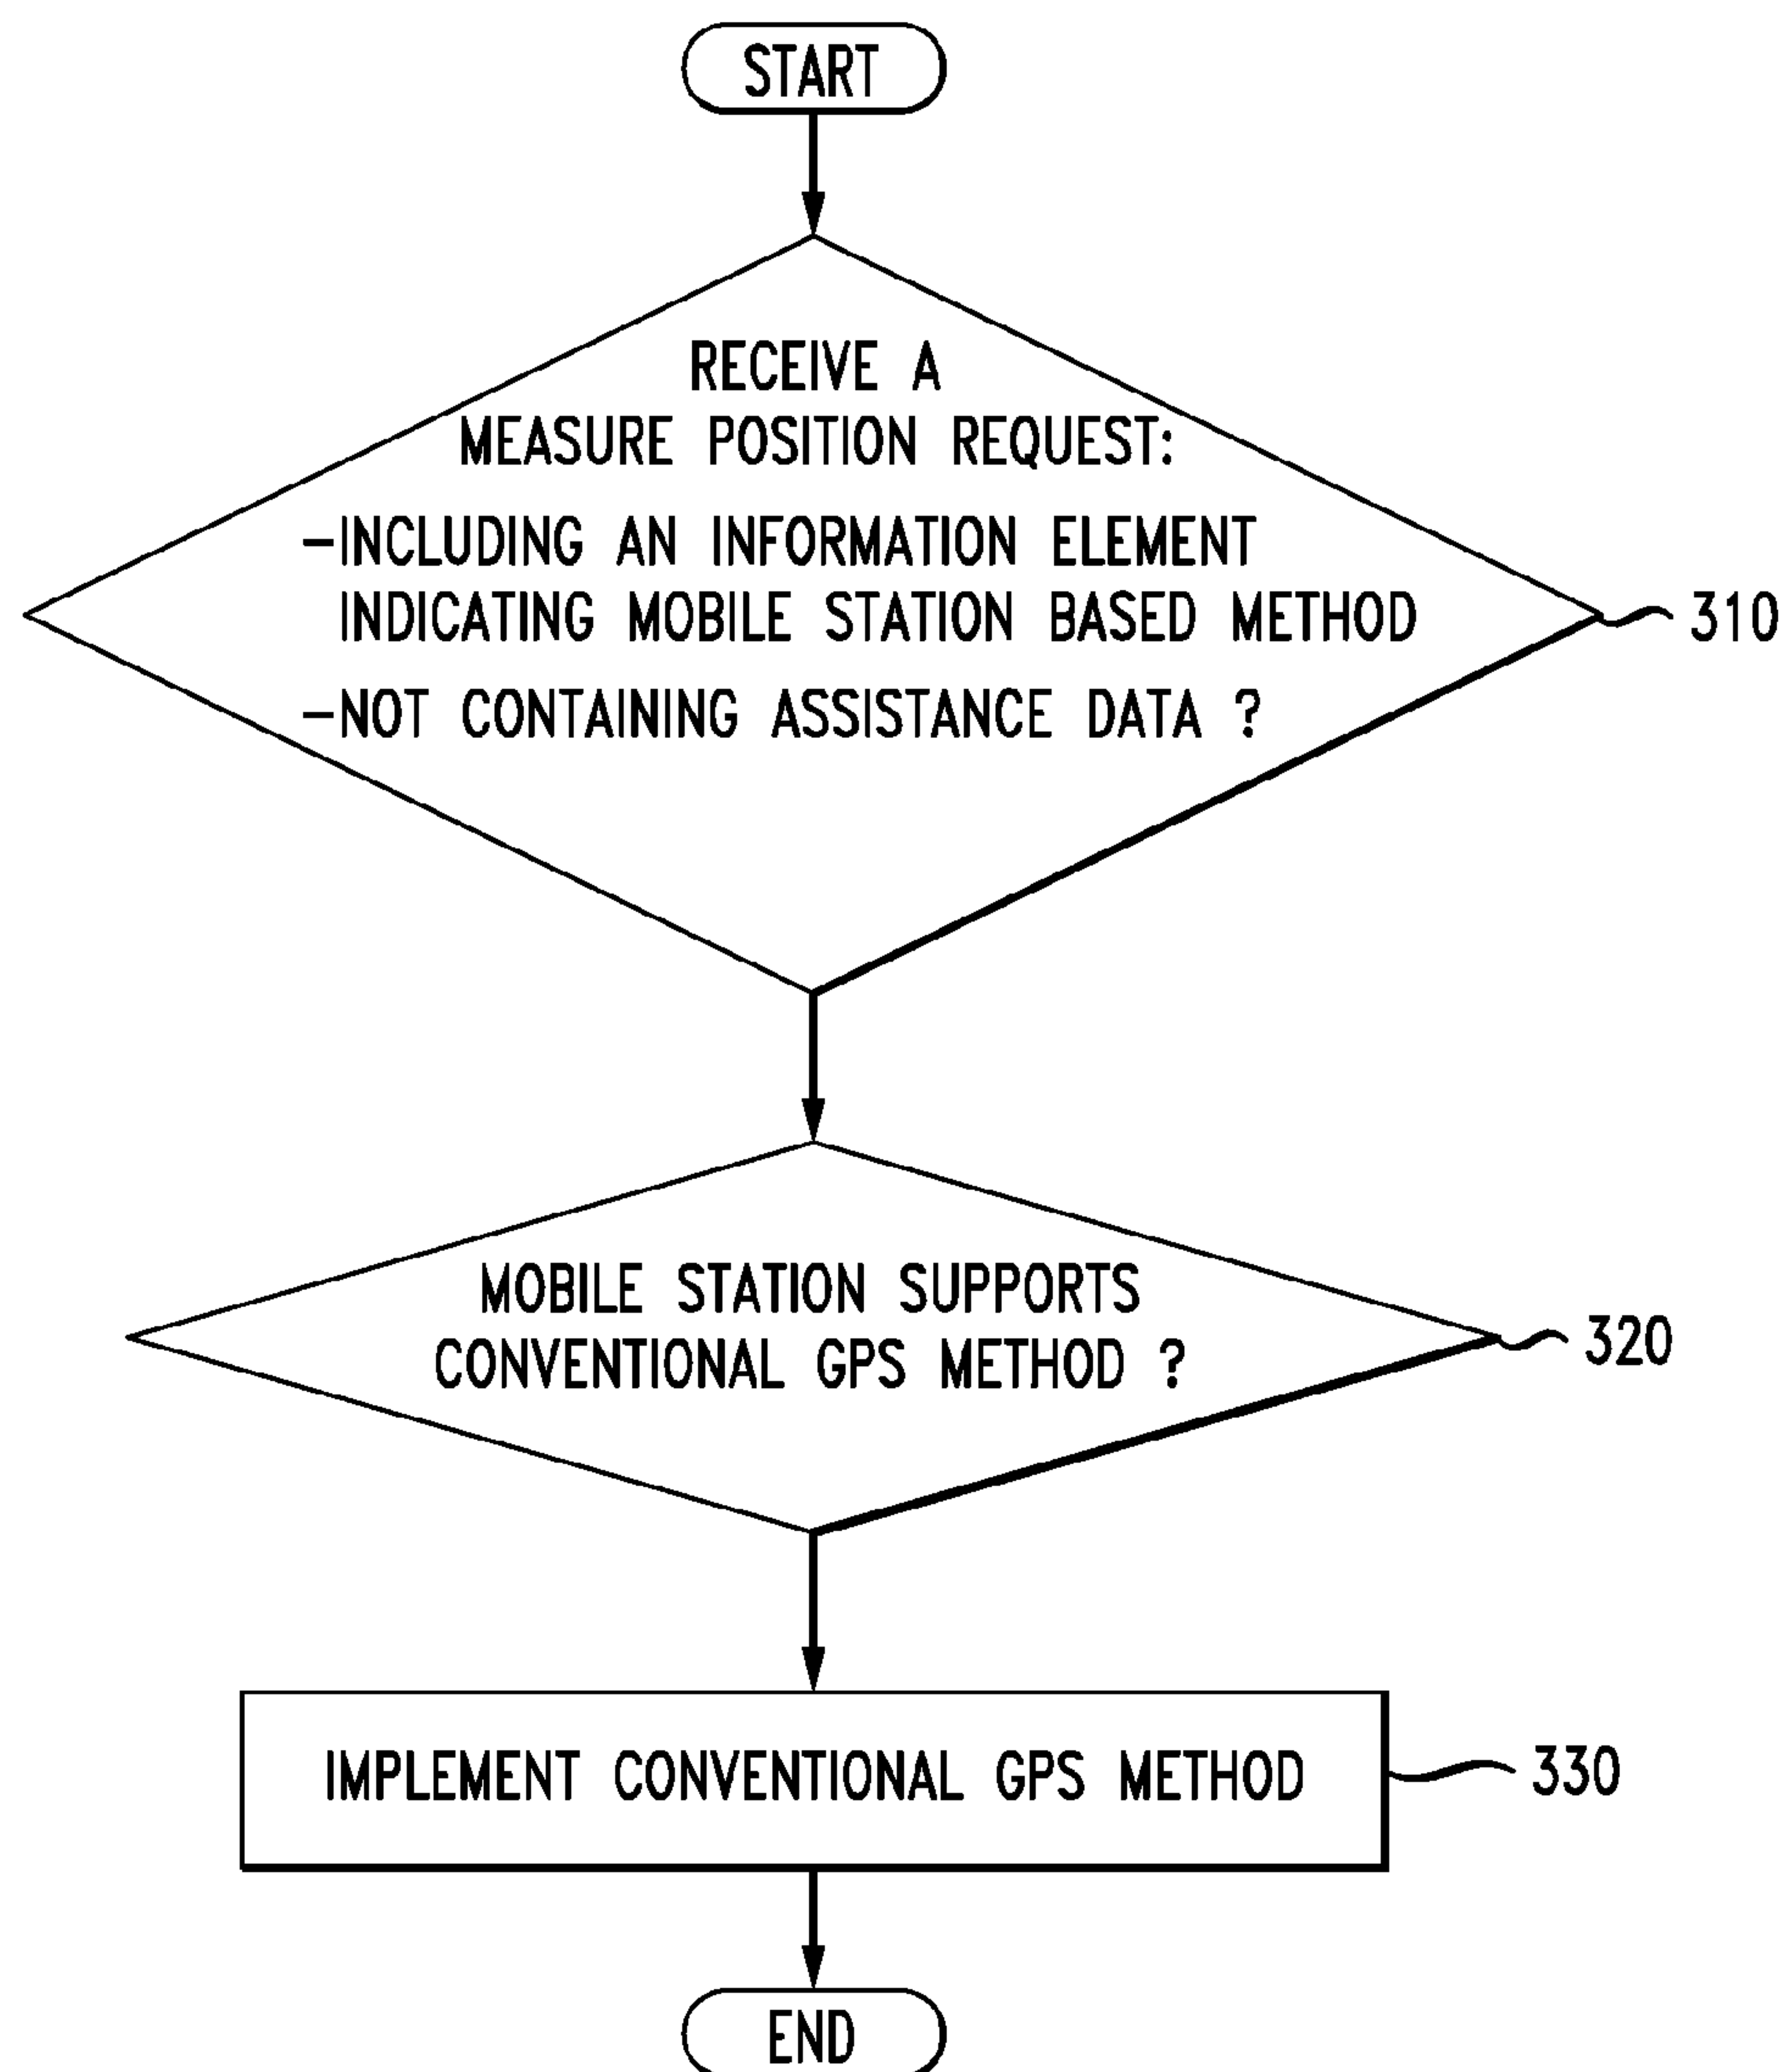 START
RECEIVE A
MEASURE POSITION REQUEST:
-INCLUDING AN INFORMATION ELEMENT
INDICATING MOBILE STATION BASED METHOD
-NOT CONTAINING ASSISTANCE DATA ?
310
MOBILE STATION SUPPORTS
CONVENTIONAL GPS METHOD ?
320
IMPLEMENT CONVENTIONAL GPS METHOD
330
END